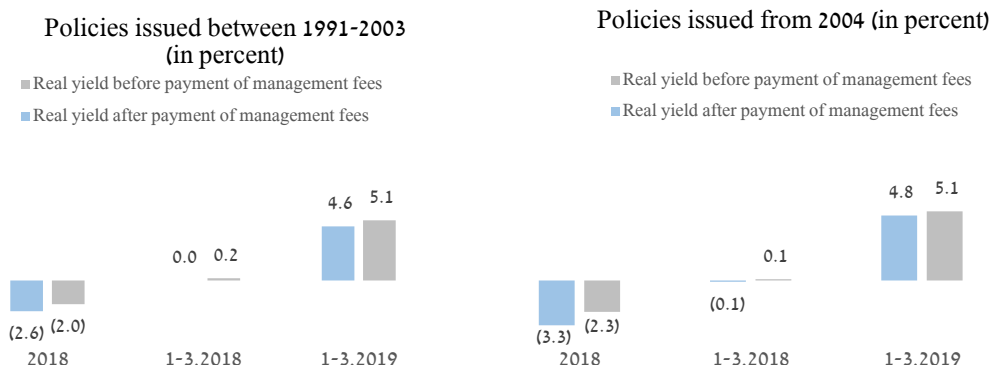 Policies issued between 1991-2003
(in percent)
Real yield before payment of management fees
Real yield after payment of management fees
4.6 5.1
0.0 0.2
(2.6) (2.0)
2018 1-3.2018 1-3.2019
Policies issued from 2004 (in percent)
Real yield before payment of management fees
Real yield after payment of management fees
4.8 5.1
0.1
(0.1)
(3.3) (2.3)
2018 1-3.2018 1-3.2019